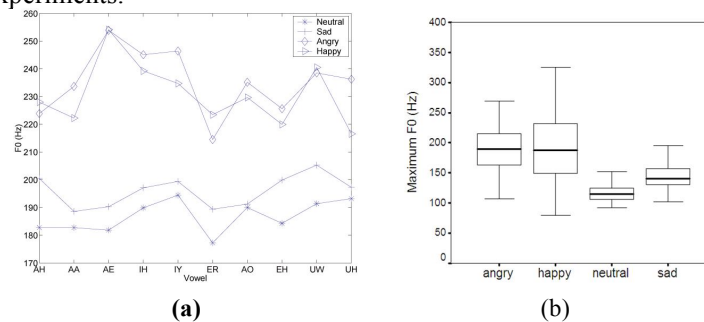 xperiments.
260
250
240
230
220
210
200
190
180
170
F0 (Hz)
AH AA AE IH IY ER AO EH UW UH
Vowel
Neutral
Sad
Angry
Happy
(a)
400
350
300
250
200
150
100
50
0
Maximum F0 (Hz)
angry happy neutral sad
(b)